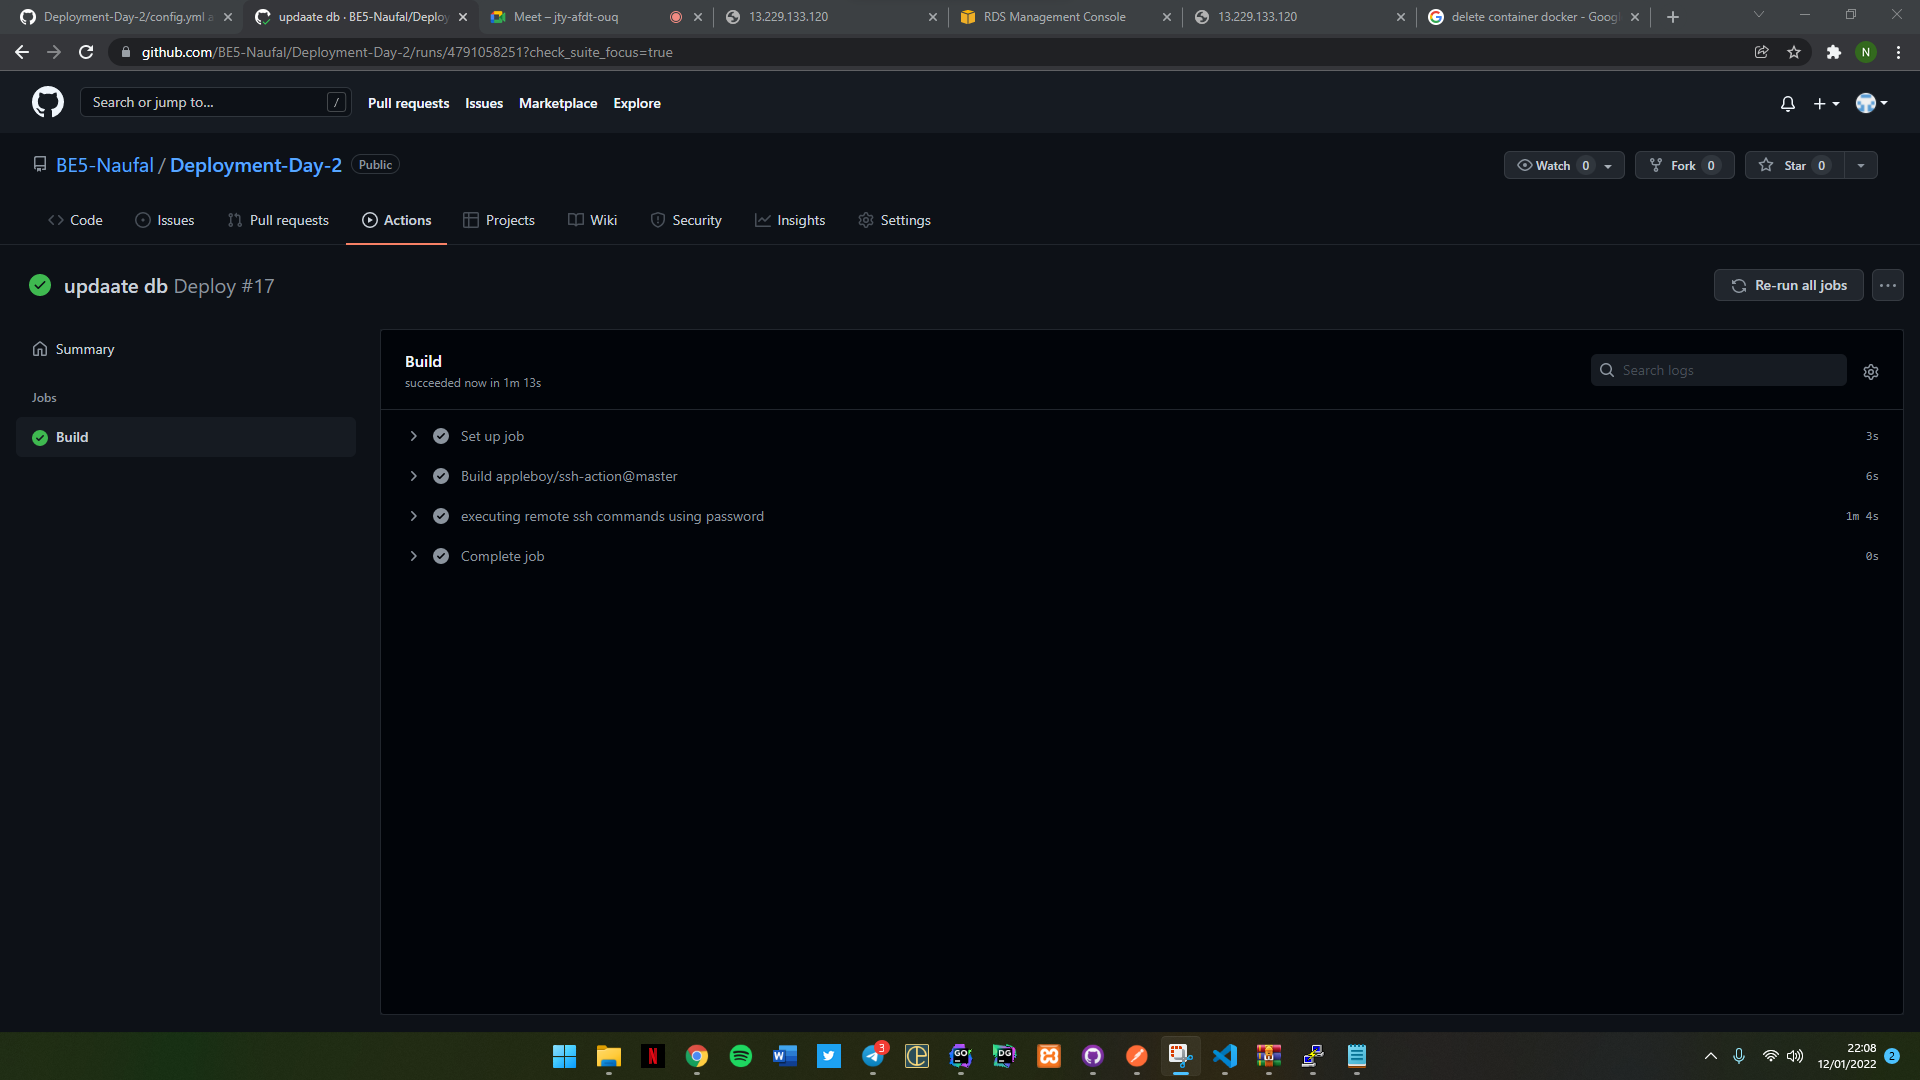 Deployment-Day-2/config.yml a
updaate db · BE5-Naufal/Deploy
Meet – jty-afdt-ouq
13.229.133.120
RDS Management Console
13.229.133.120
delete container docker - Goog
github.com/BE5-Naufal/Deployment-Day-2/runs/4791058251?check_suite_focus=true
N
Search or jump to...
/
Pull requests
Issues
Marketplace
Explore
BE5-Naufal / Deployment-Day-2
Public
Watch 0
Fork 0
Star 0
Code
Issues
Pull requests
Actions
Projects
Wiki
Security
Insights
Settings
updaate db Deploy #17
Re-run all jobs
Summary
Jobs
Build
Build
succeeded now in 1m 13s
Search logs
Set up job
3s
Build appleboy/ssh-action@master
6s
executing remote ssh commands using password
1m 4s
Complete job
0s
N
W
3
GO
DG
22:08
12/01/2022
2